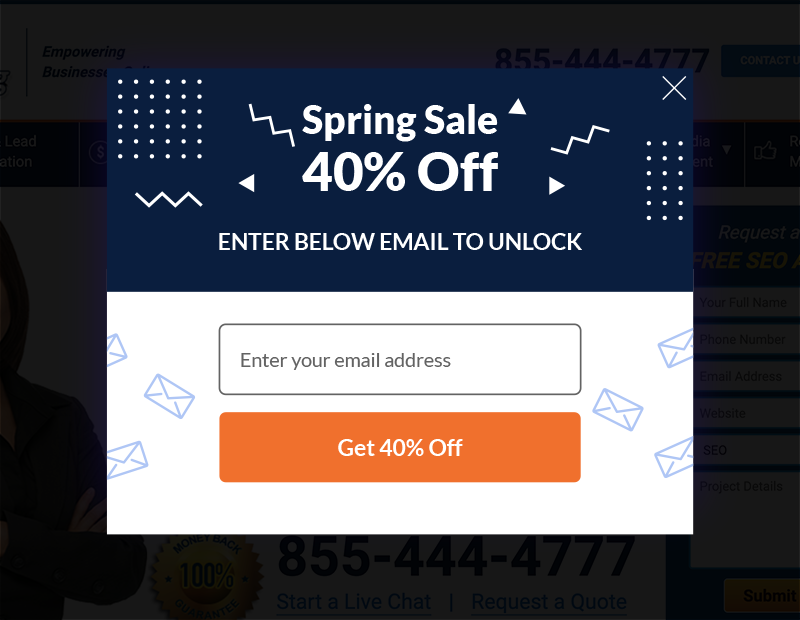 Empowering
855-444-4777
CONTACT U
Businesse
Spring Sale
40% Off
Lead
ation
$
dia
ent
R
M
ENTER BELOW EMAIL TO UNLOCK
Request a
FREE SEO A
Your Full Name
Phone Number
Email Address
Website
SEO
Project Details
Enter your email address
Get 40% Off
MONEY BACK
100%
GUARANTEE
855-444-4777
Start a Live Chat | Request a Quote
Submit